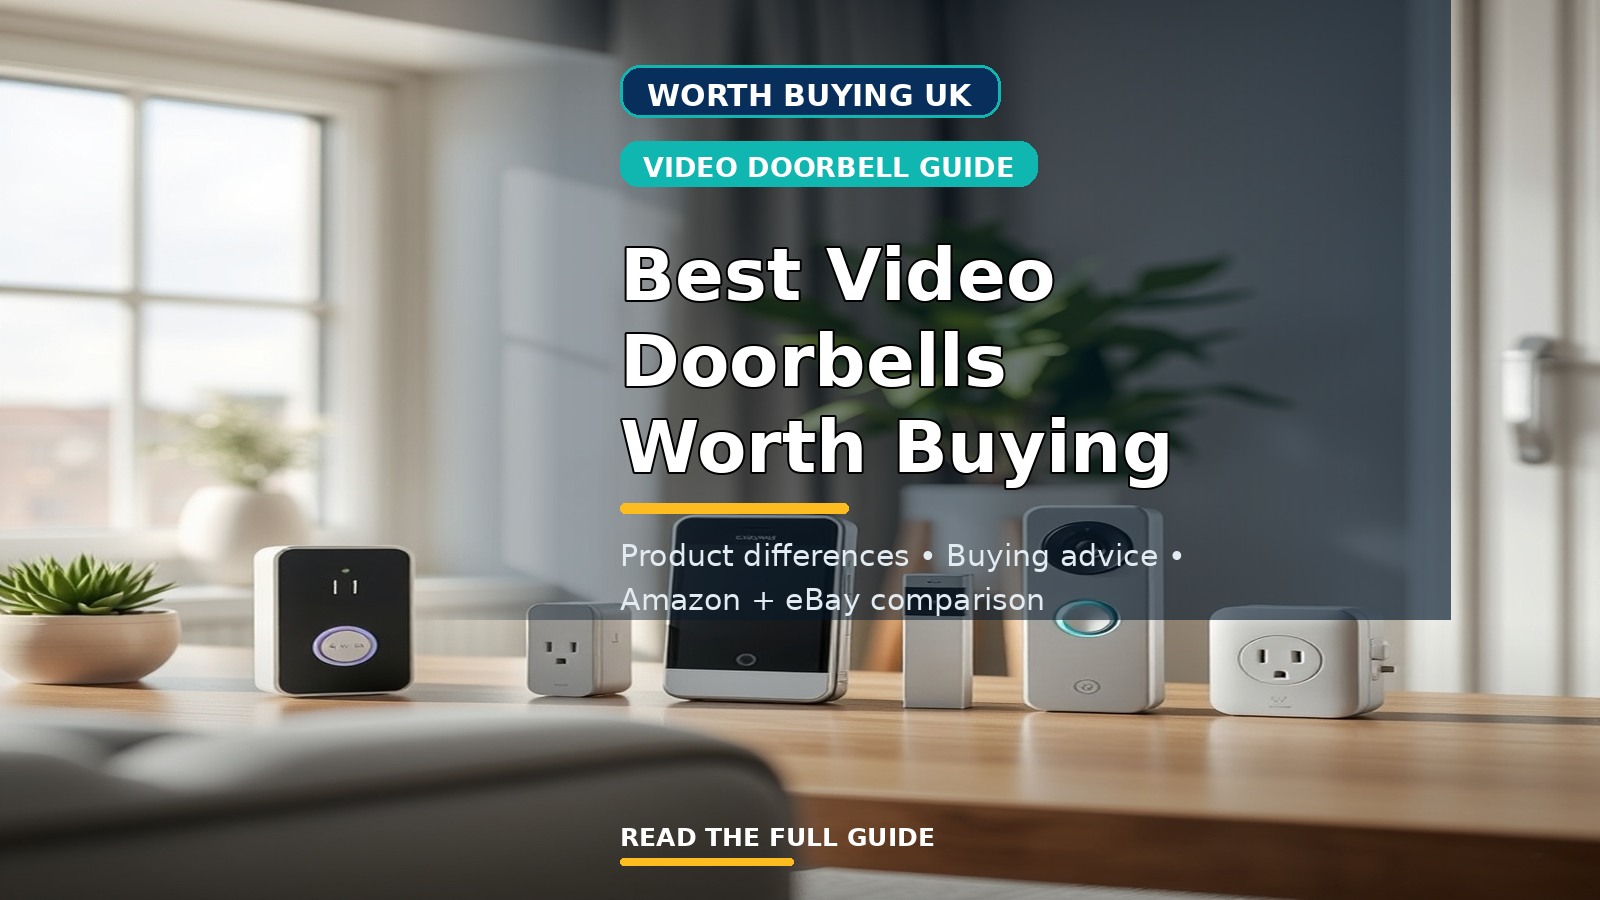 WORTH BUYING UK
VIDEO DOORBELL GUIDE
Best Video
Doorbells
Worth Buying
Product differences • Buying advice •
Amazon + eBay comparison
READ THE FULL GUIDE